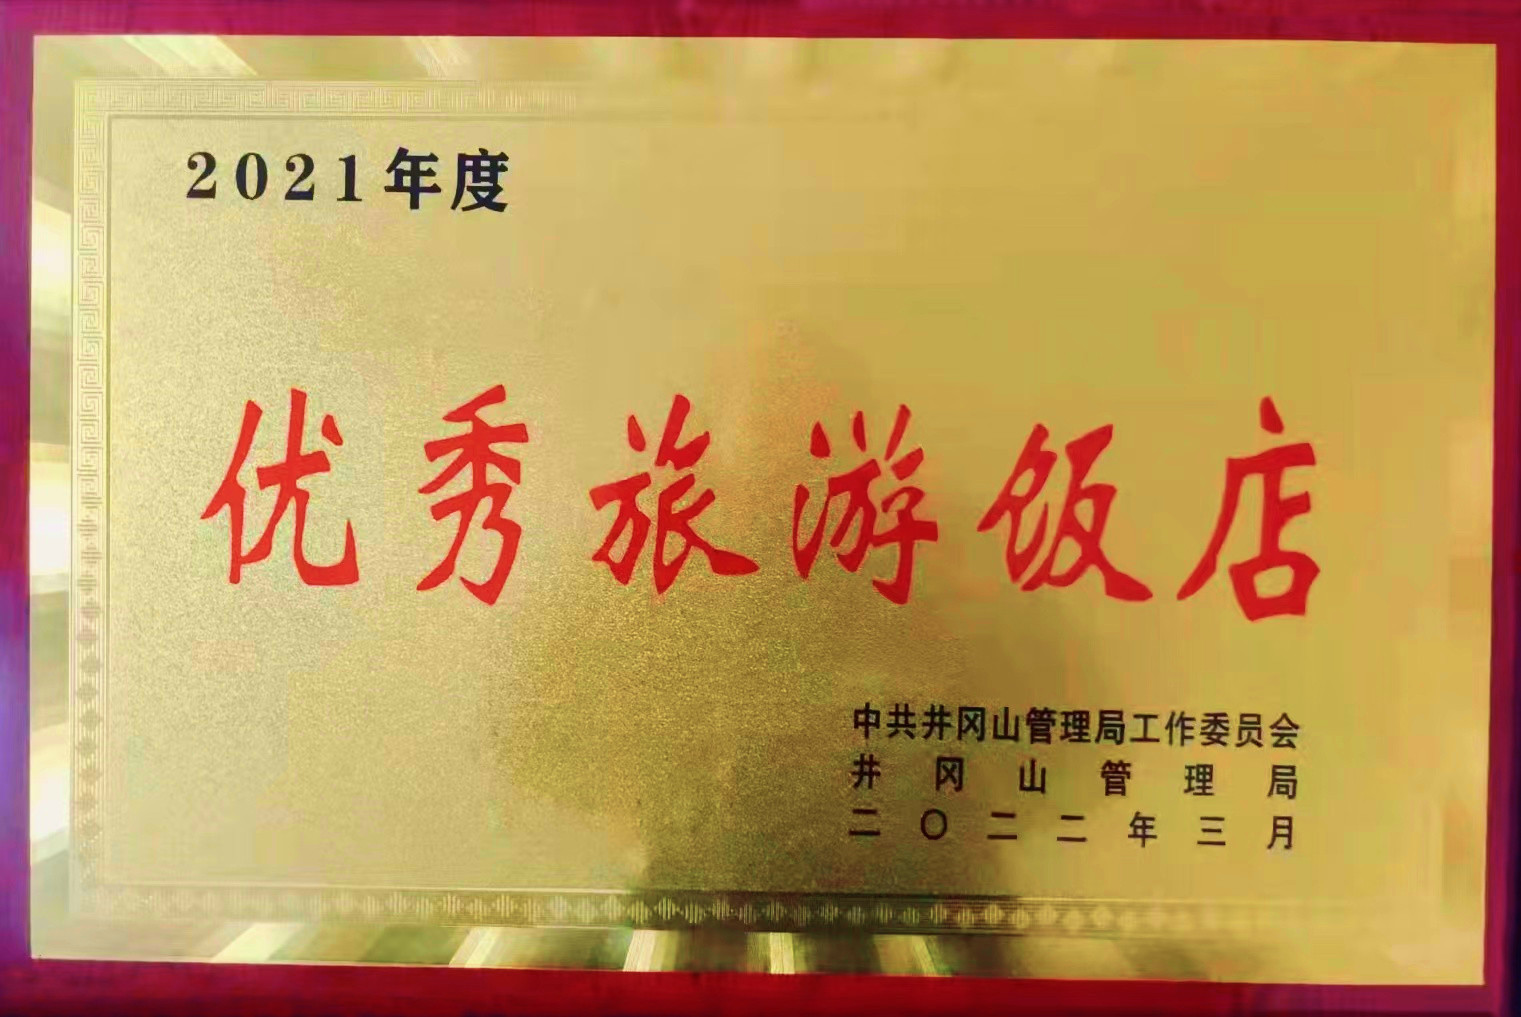 2021年度
优秀旅游饭店
中共井冈山管理局工作委员会
井冈山管理局
二〇二二年三月